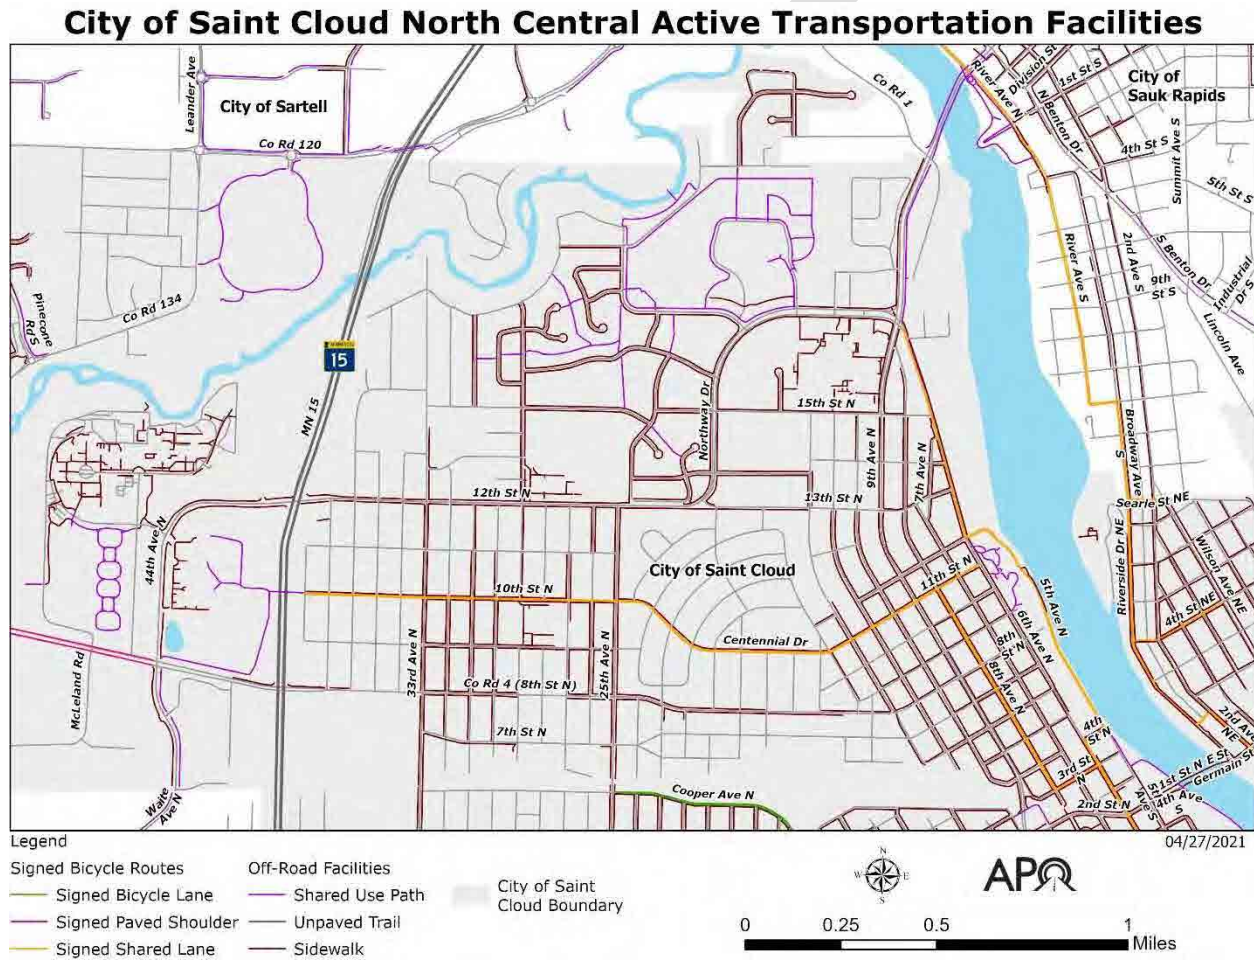 City of Saint Cloud North Central Active Transportation Facilities
Leander Ave
City of Sartell
Co Rd 120
Co Rd 1
River Ave N
Division St
1st St S
N Benton Dr
City of
Sauk Rapids
4th St S
Summit Ave S
5th St S
Pinecone
Rd S
Co Rd 134
15
MN 15
River Ave S
2nd Ave S
9th
St S
S Benton Dr
Industrial
Dr S
Lincoln Ave
Northway Dr
15th St N
9th Ave N
7th Ave N
Broadway Ave
S
12th St N
13th St N
Searle St NE
44th Ave N
City of Saint Cloud
10th St N
11th St N
Centennial Dr
5th Ave N
6th Ave N
8th
St N
8th Ave N
Riverside Dr NE
Wilson Ave NE
4th St NE
McLeland Rd
33rd Ave N
25th Ave N
Co Rd 4 (8th St N)
7th St N
4th
St N
3rd St
N
2nd Ave
NE
1st St N
E St
Germain St
Waite
Ave N
Cooper Ave N
2nd St N
5th
Ave S
4th Ave
S
Legend
04/27/2021
Signed Bicycle Routes
Signed Bicycle Lane
Signed Paved Shoulder
Signed Shared Lane
Off-Road Facilities
Shared Use Path
Unpaved Trail
Sidewalk
City of Saint
Cloud Boundary
N
W E
S
APO
0 0.25 0.5 1
Miles